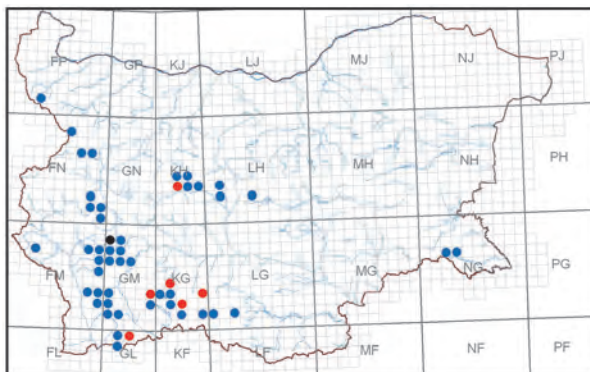 FP GP KJ LJ MJ NJ PJ
FN GN KH LH MH NH PH
FM GM KG LG MG NG PG
FL GL KF LF MF NF PF